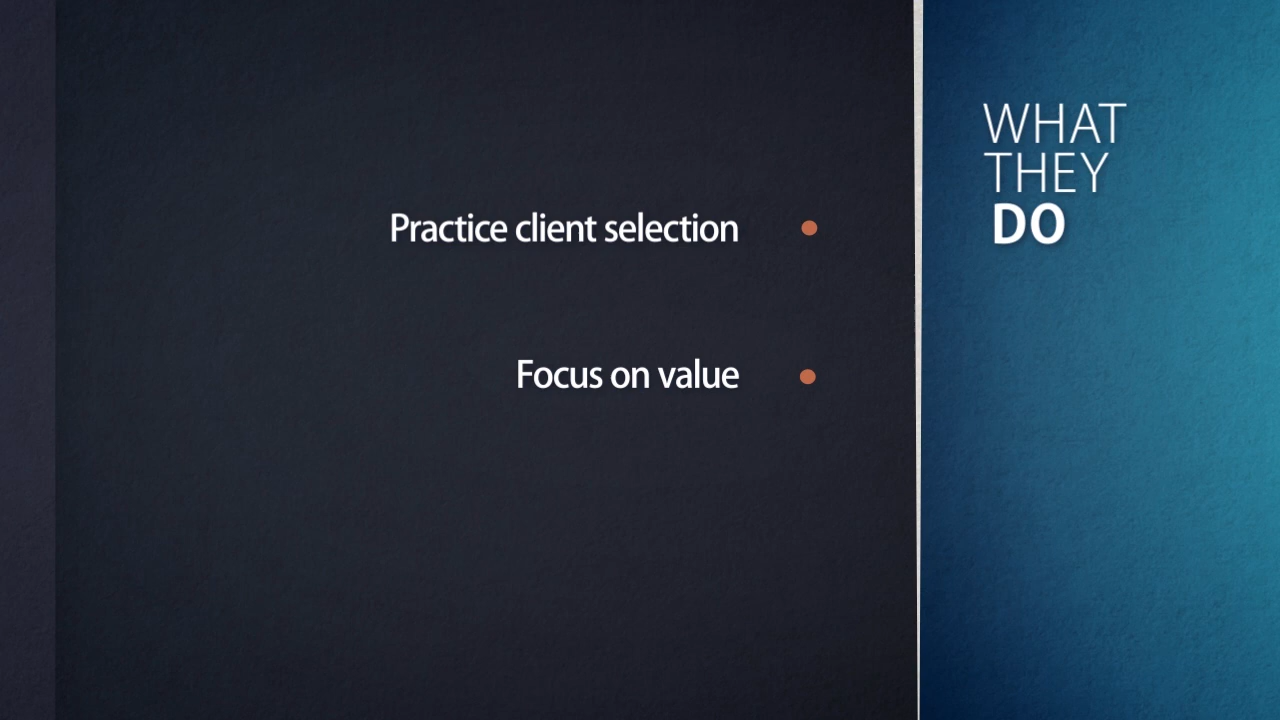 WHAT
THEY
DO
Practice client selection
Focus on value